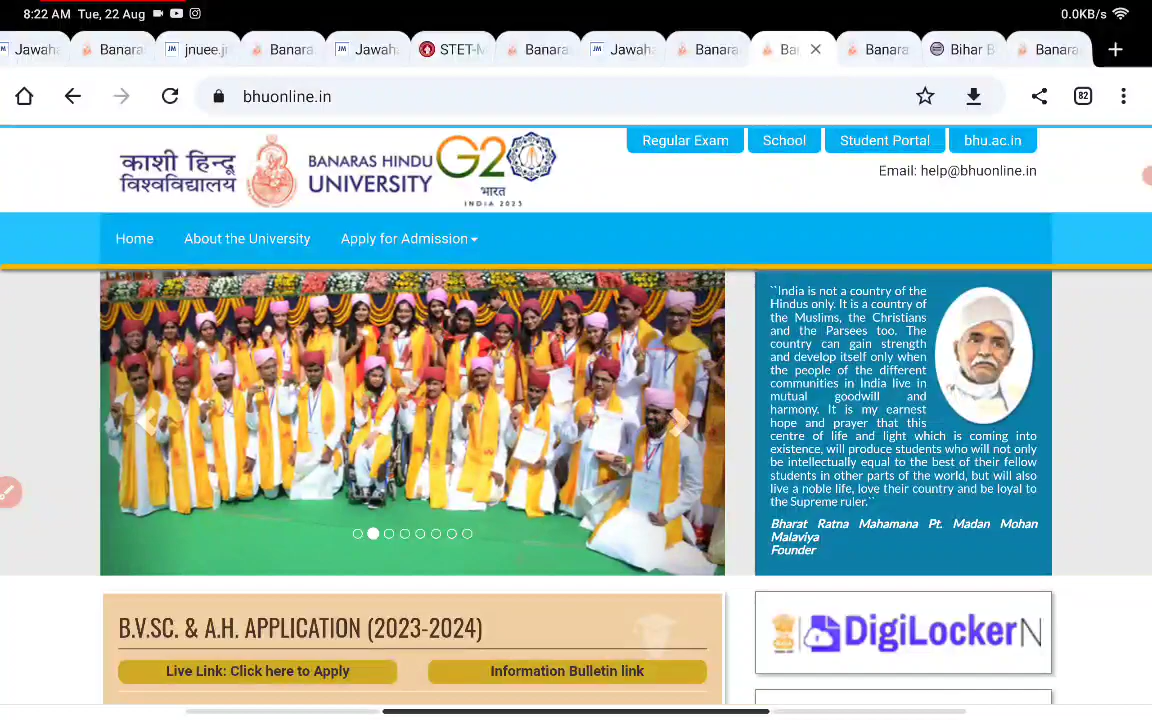 8:22 AM Tue, 22 Aug
0.0KB/s
Jawaha
Banara
jnuee.jr
Banara
Jawaha
STET-M
Banara
Jawaha
Banara
Ba
Banara
Bihar B
Banara
bhuonline.in
82
काशी हिन्दू
विश्वविद्यालय
BANARAS HINDU
UNIVERSITY
G2
भारत
INDIA 2023
Regular Exam
School
Student Portal
bhu.ac.in
Email: help@bhuonline.in
Home
About the University
Apply for Admission
``India is not a country of the
Hindus only. It is a country of
the Muslims, the Christians
and the Parsees too. The
country can gain strength
and develop itself only when
the people of the different
communities in India live in
mutual goodwill and
harmony. It is my earnest
hope and prayer that this
centre of life and light which is coming into
existence, will produce students who will not only
be intellectually equal to the best of their fellow
students in other parts of the world, but will also
live a noble life, love their country and be loyal to
the Supreme ruler.``
Bharat Ratna Mahamana Pt. Madan Mohan
Malaviya
Founder
B.V.SC. & A.H. APPLICATION (2023-2024)
Live Link: Click here to Apply
Information Bulletin link
DigiLocker N